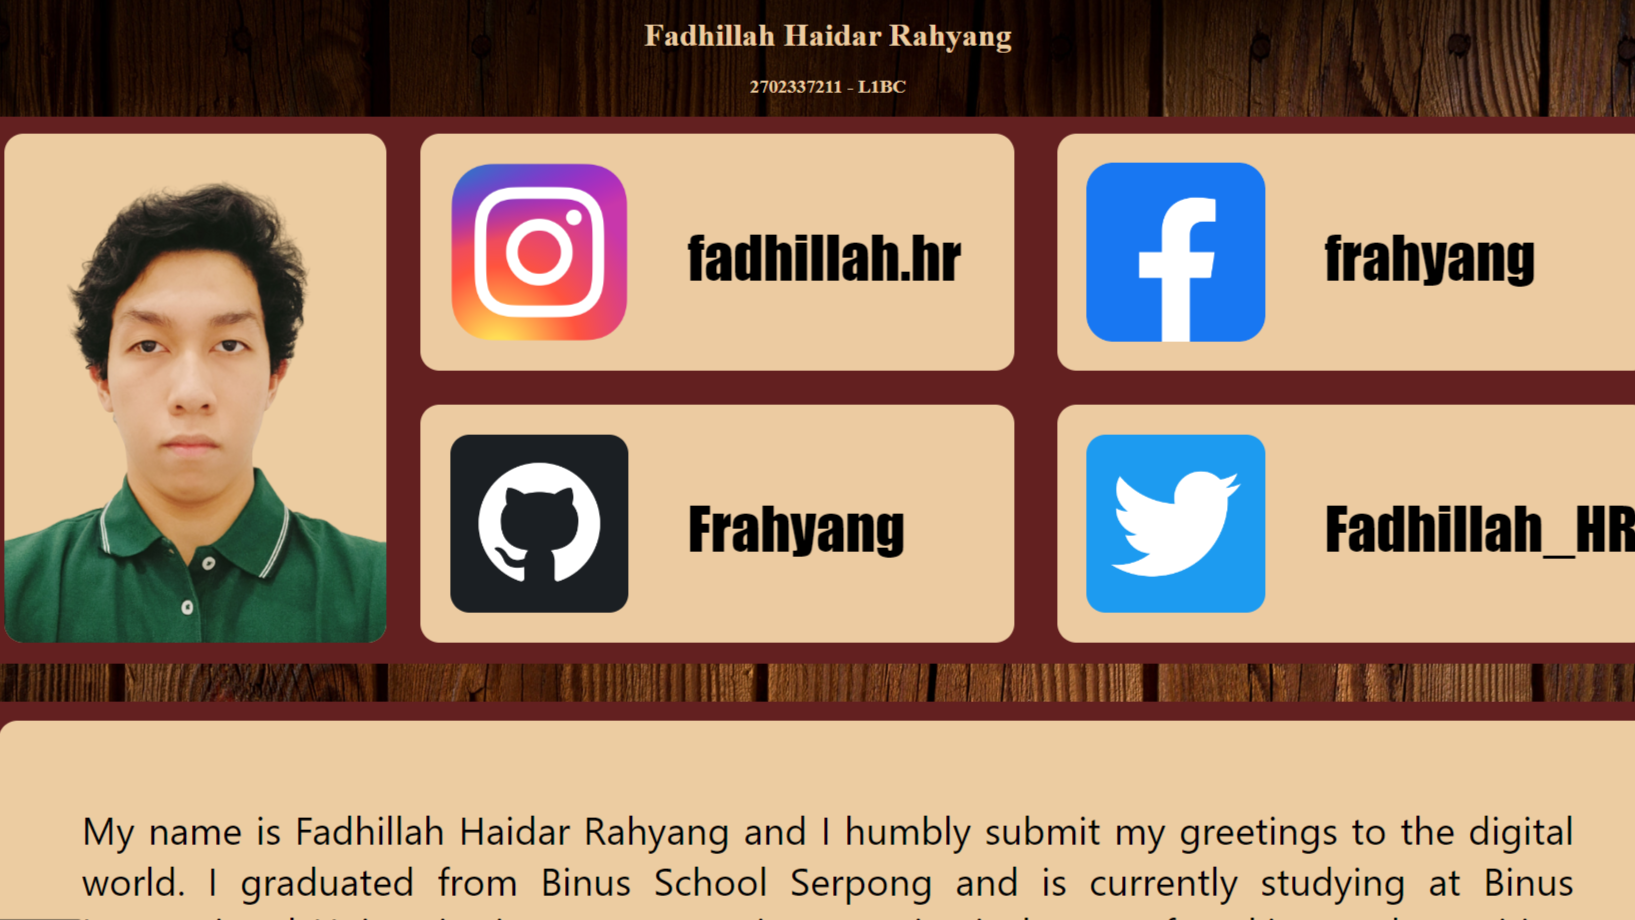 Fadhillah Haidar Rahyang
2702337211 - L1BC
fadhillah.hr
frahyang
Frahyang
Fadhillah_HR
My name is Fadhillah Haidar Rahyang and I humbly submit my greetings to the digital
world. I graduated from Binus School Serpong and is currently studying at Binus